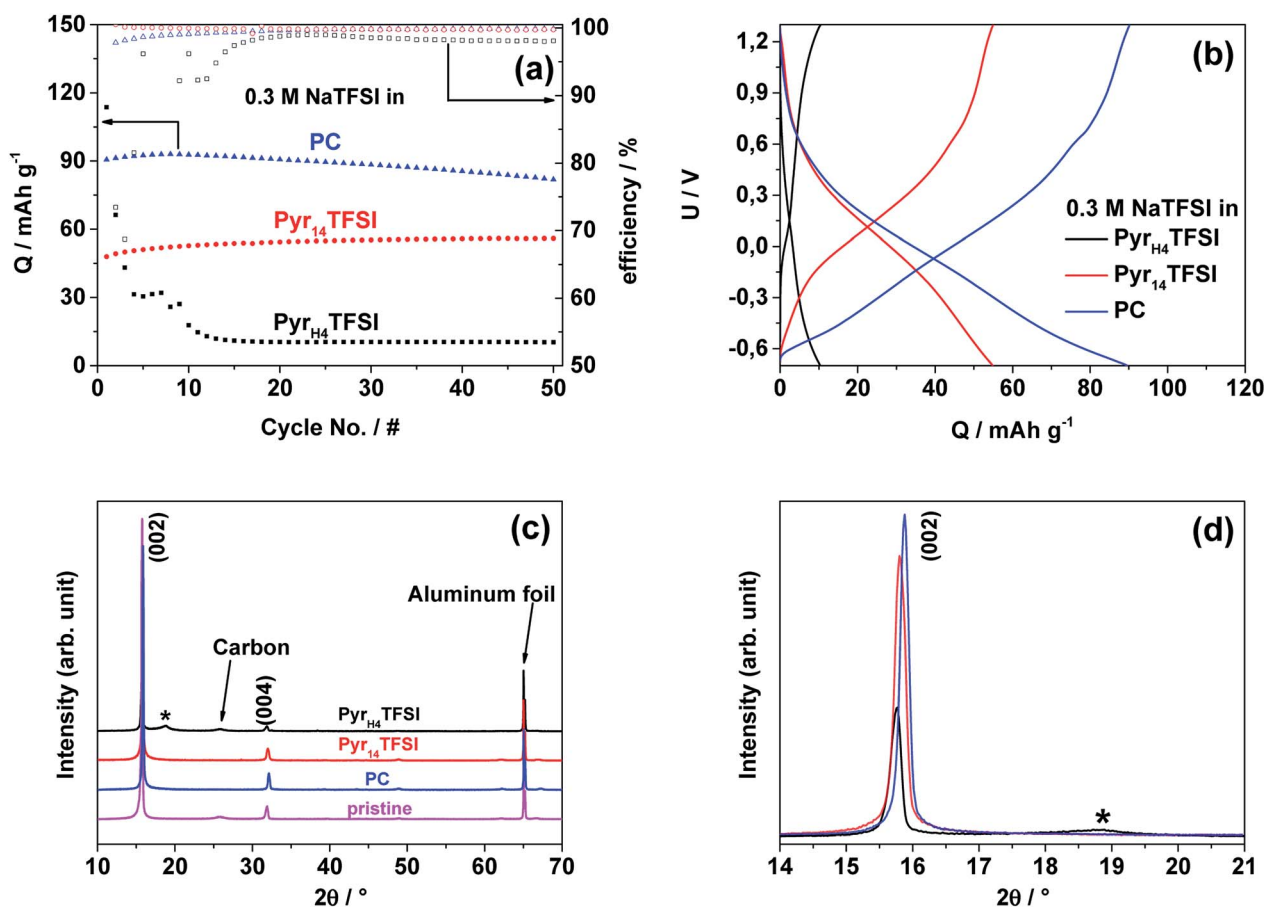 150
120
90
60
30
0
Q / mAh g⁻¹
0 10 20 30 40 50
Cycle No. / #
100
90
80
70
60
50
efficiency / %
(a)
0.3 M NaTFSI in
PC
Pyr₁₄TFSI
Pyr_H4TFSI
1,2
0,9
0,6
0,3
0,0
-0,3
-0,6
U / V
0 20 40 60 80 100 120
Q / mAh g⁻¹
(b)
0.3 M NaTFSI in
Pyr_H4TFSI
Pyr₁₄TFSI
PC
Intensity (arb. unit)
(c)
(002)
Aluminum foil
Carbon
(004)
*
Pyr_H4TFSI
Pyr₁₄TFSI
PC
pristine
10 20 30 40 50 60 70
2θ / °
Intensity (arb. unit)
(d)
(002)
*
14 15 16 17 18 19 20 21
2θ / °